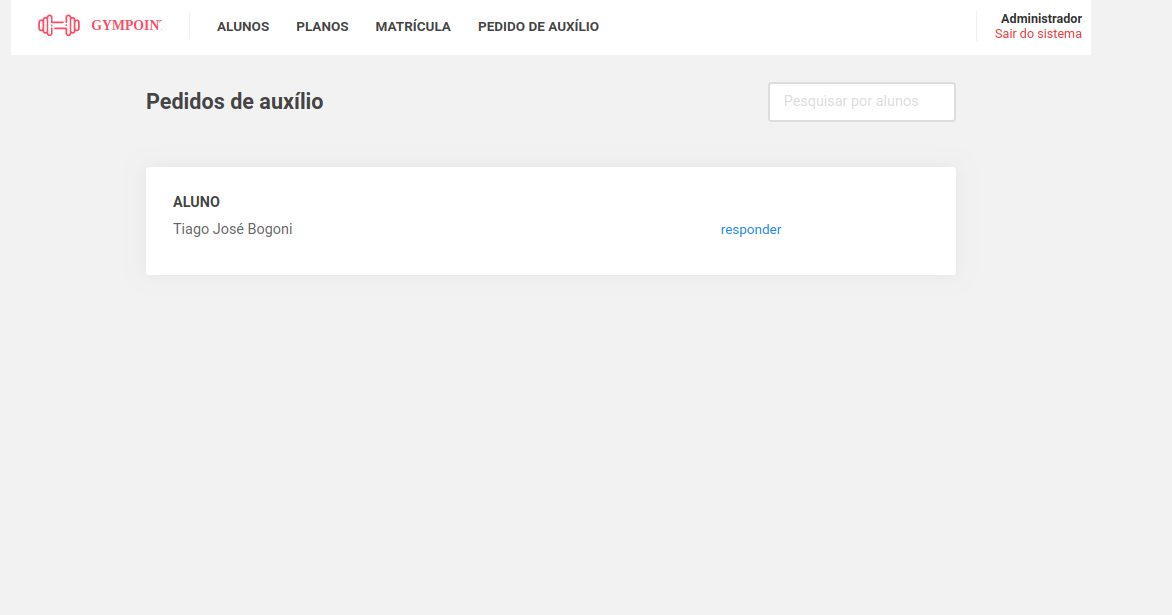 GYMPOIN
ALUNOS
PLANOS
MATRÍCULA
PEDIDO DE AUXÍLIO
Administrador
Sair do sistema
Pedidos de auxílio
Pesquisar por alunos
ALUNO
Tiago José Bogoni
responder